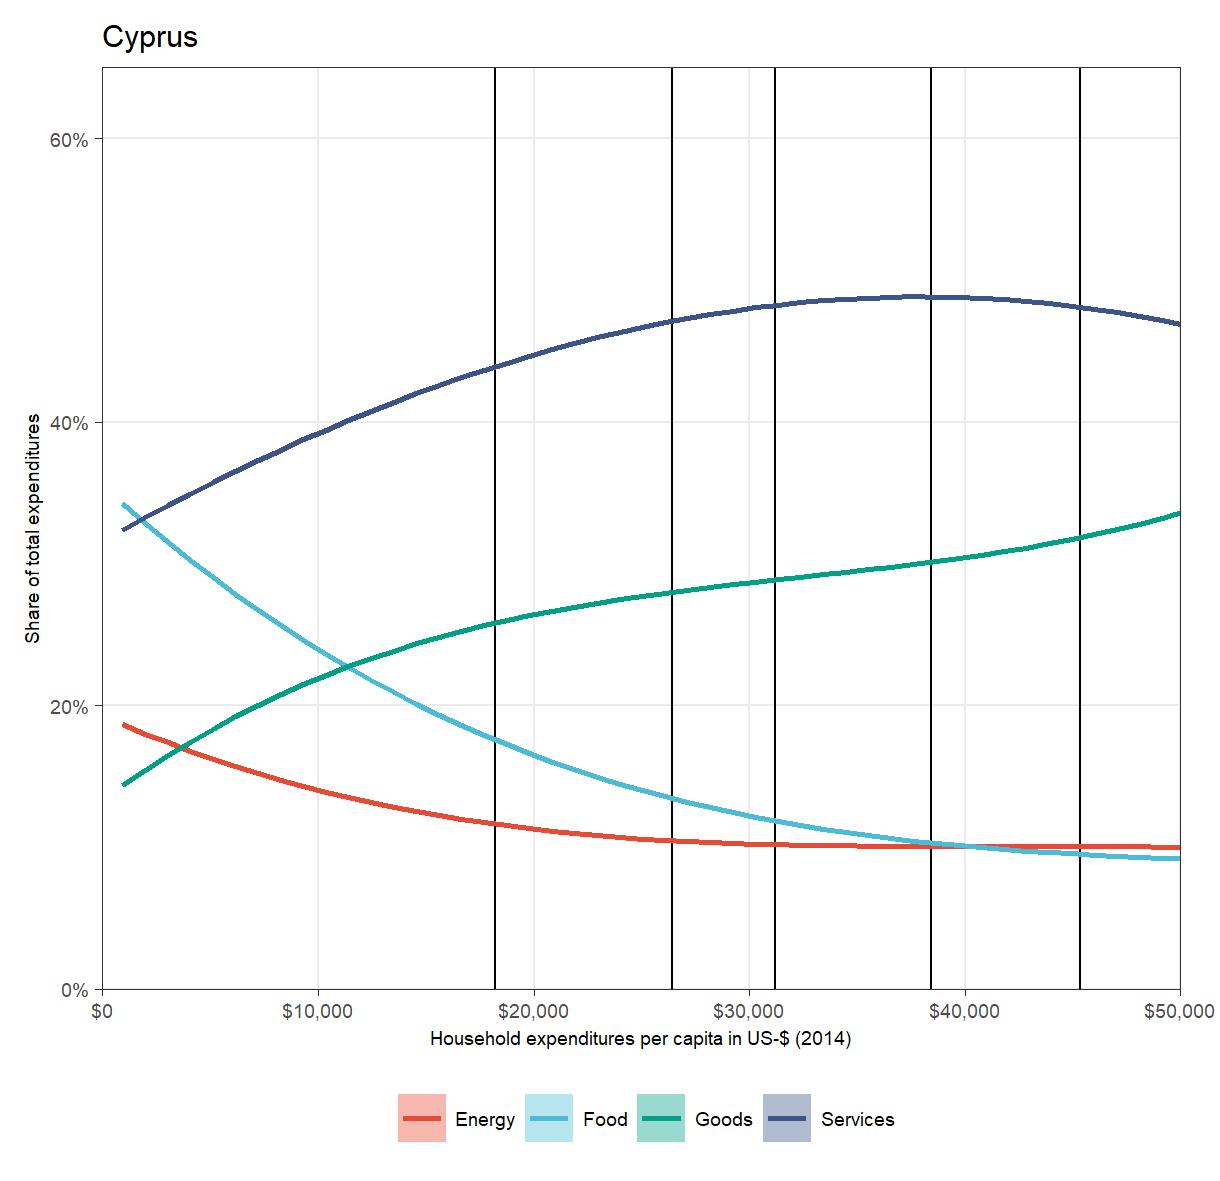 Cyprus
60%
40%
20%
0%
Share of total expenditures
$0 $10,000 $20,000 $30,000 $40,000 $50,000
Household expenditures per capita in US-$ (2014)
Energy Food Goods Services